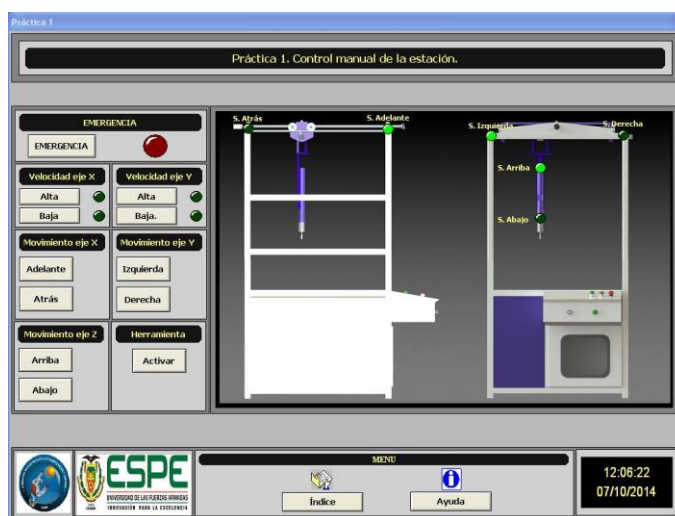 Práctica 1
Práctica 1. Control manual de la estación.
EMERGENCIA
EMERGENCIA
Velocidad eje X
Alta
Baja
Velocidad eje Y
Alta
Baja.
Movimiento eje X
Adelante
Atrás
Movimiento eje Y
Izquierda
Derecha
Movimiento eje Z
Arriba
Abajo
Herramienta
Activar
S. Atrás
S. Adelante
S. Izquierda
S. Derecha
S. Arriba
S. Abajo
ESPE
UNIVERSIDAD DE LAS FUERZAS ARMADAS
INNOVACIÓN PARA LA EXCELENCIA
MENU
Índice
Ayuda
12:06:22
07/10/2014